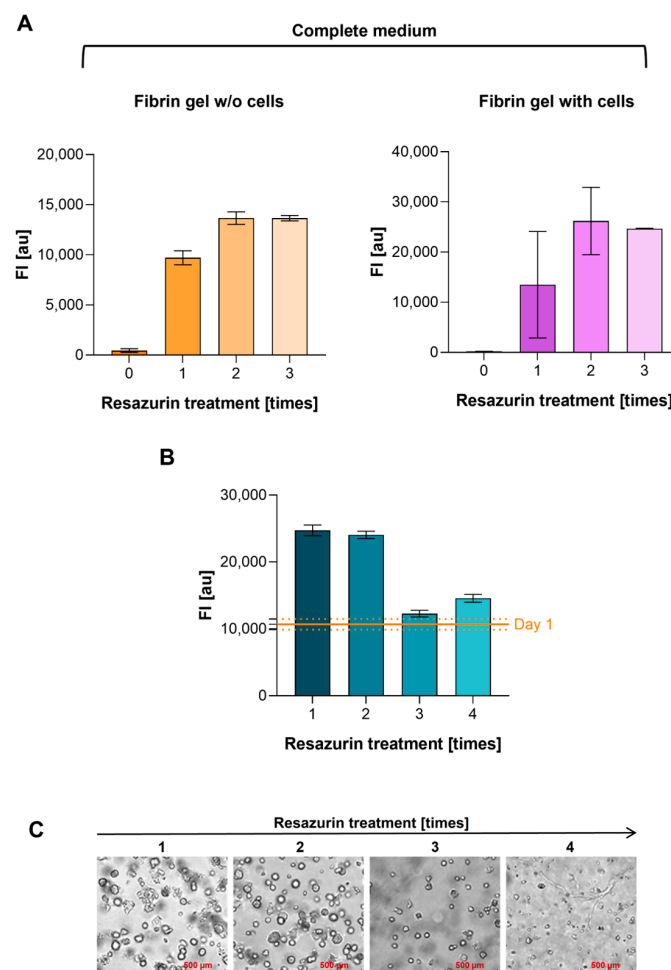 A
Complete medium
Fibrin gel w/o cells
Fibrin gel with cells
20,000
15,000
10,000
5,000
0
FI [au]
0 1 2 3
Resazurin treatment [times]
40,000
30,000
20,000
10,000
0
FI [au]
0 1 2 3
Resazurin treatment [times]
B
30,000
20,000
10,000
0
FI [au]
Day 1
1 2 3 4
Resazurin treatment [times]
C
Resazurin treatment [times]
1 2 3 4
500 µm 500 µm 500 µm 500 µm